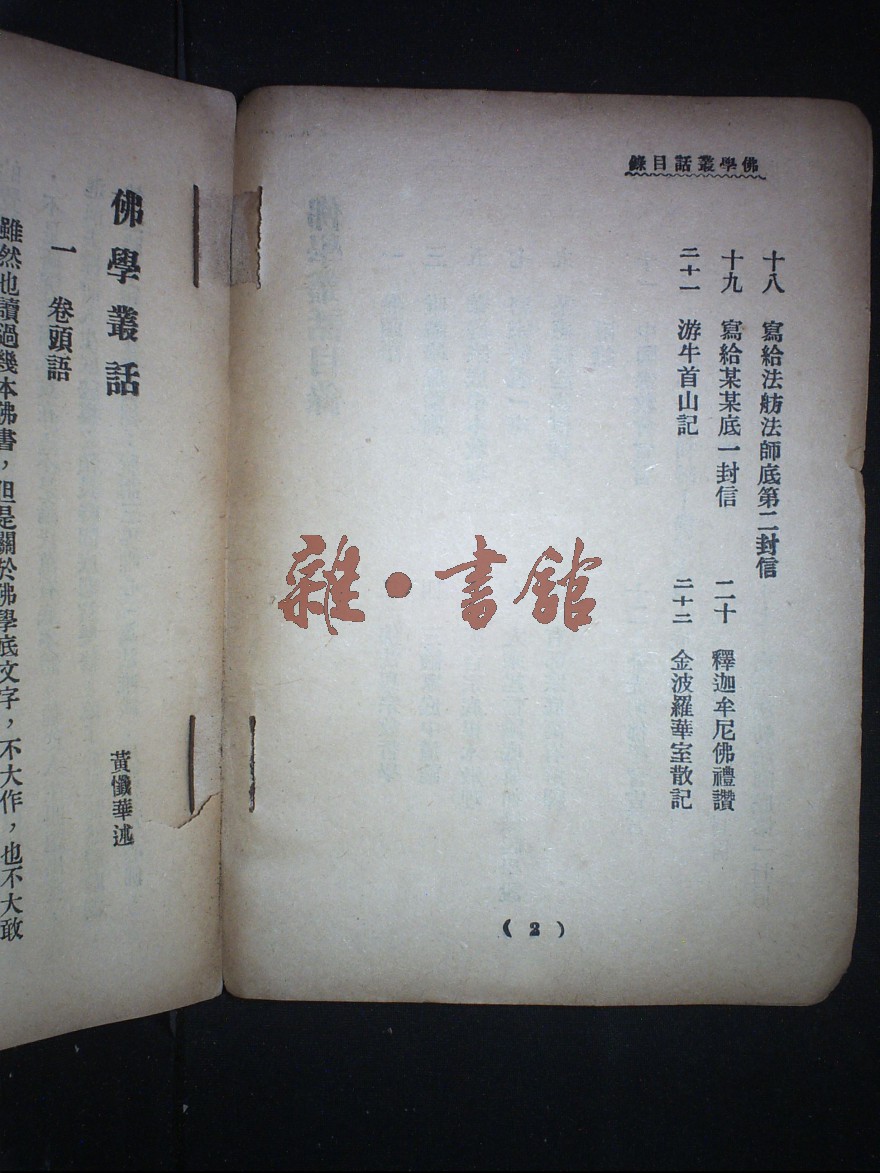 佛學叢話目錄
十八　寫給法舫法師底第二封信
十九　寫給某某底一封信
二十　釋迦牟尼佛禮讚
二十一　游牛首山記
二十二　金波羅華室散記
(2)
雜·書館
佛學叢話
黃懺華述
一　卷頭語
雖然也讀過幾本佛書，但是關於佛學底文字，不大作，也不大敢